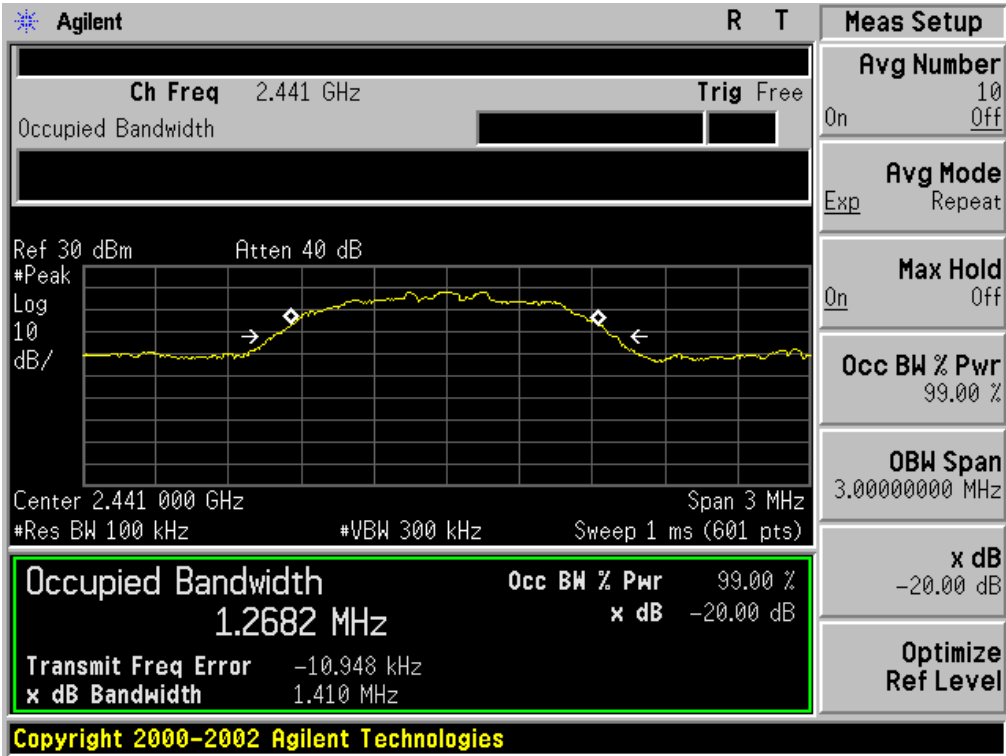 Agilent R T
Meas Setup
Ch Freq 2.441 GHz Trig Free
Occupied Bandwidth
Ref 30 dBm Atten 40 dB
#Peak
Log
10
dB/
Center 2.441 000 GHz Span 3 MHz
#Res BW 100 kHz #VBW 300 kHz Sweep 1 ms (601 pts)
Occupied Bandwidth
1.2682 MHz
Occ BW % Pwr 99.00 %
x dB -20.00 dB
Transmit Freq Error -10.948 kHz
x dB Bandwidth 1.410 MHz
Avg Number
10
On Off
Avg Mode
Exp Repeat
Max Hold
On Off
Occ BW % Pwr
99.00 %
OBW Span
3.00000000 MHz
x dB
-20.00 dB
Optimize
Ref Level
Copyright 2000-2002 Agilent Technologies